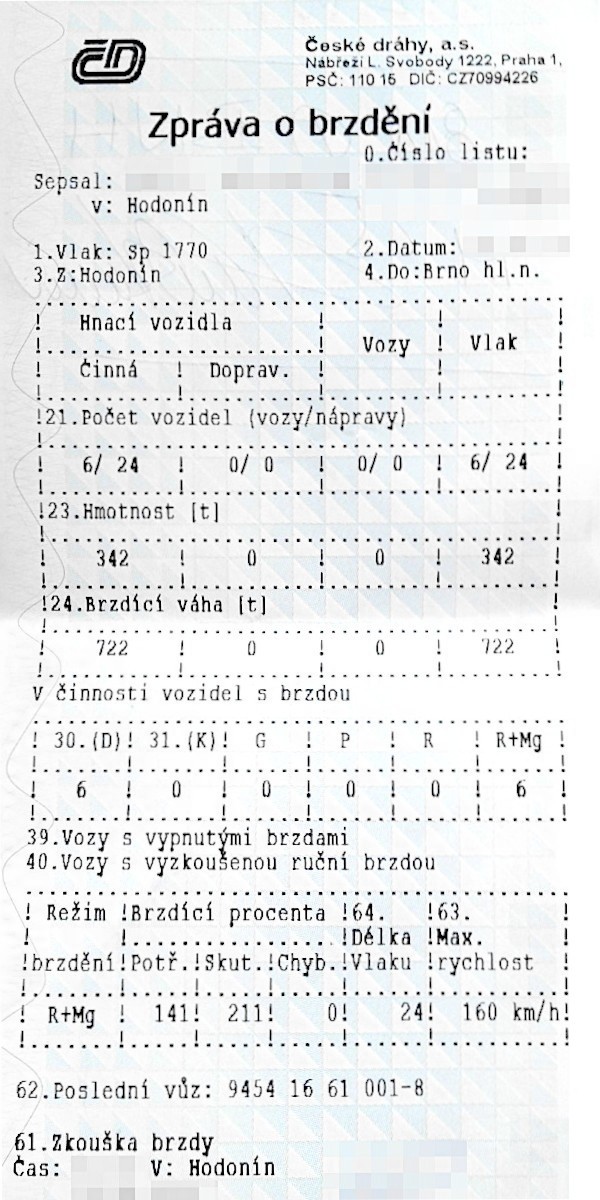 ČD
České dráhy, a.s.
Nábřeží L. Svobody 1222, Praha 1,
PSČ: 110 15 DIČ: CZ70994226
Zpráva o brzdění
0.Číslo listu:
Sepsal:
v: Hodonín
1.Vlak: Sp 1770 2.Datum:
3.Z:Hodonín 4.Do:Brno hl.n.
! Hnací vozidla ! ! !
! Vozy ! Vlak
! Činná ! Doprav. ! !
!21.Počet vozidel (vozy/nápravy) !
! 6/ 24 ! 0/ 0 ! 0/ 0 ! 6/ 24 !
!23.Hmotnost [t] !
! 342 ! 0 ! 0 ! 342 !
!24.Brzdící váha [t] !
! 722 ! 0 ! 0 ! 722 !
V činnosti vozidel s brzdou
! 30.(D)! 31.(K)! G ! P ! R ! R+Mg !
! 6 ! 0 ! 0 ! 0 ! 0 ! 6 !
39.Vozy s vypnutými brzdami
40.Vozy s vyzkoušenou ruční brzdou
! Režim !Brzdící procenta !64. !63. !
! !.................!Délka !Max. !
!brzdění!Potř.!Skut.!Chyb.!Vlaku !rychlost !
! R+Mg ! 141! 211! 0! 24! 160 km/h!
62.Poslední vůz: 9454 16 61 001-8
61.Zkouška brzdy
Čas: V: Hodonín